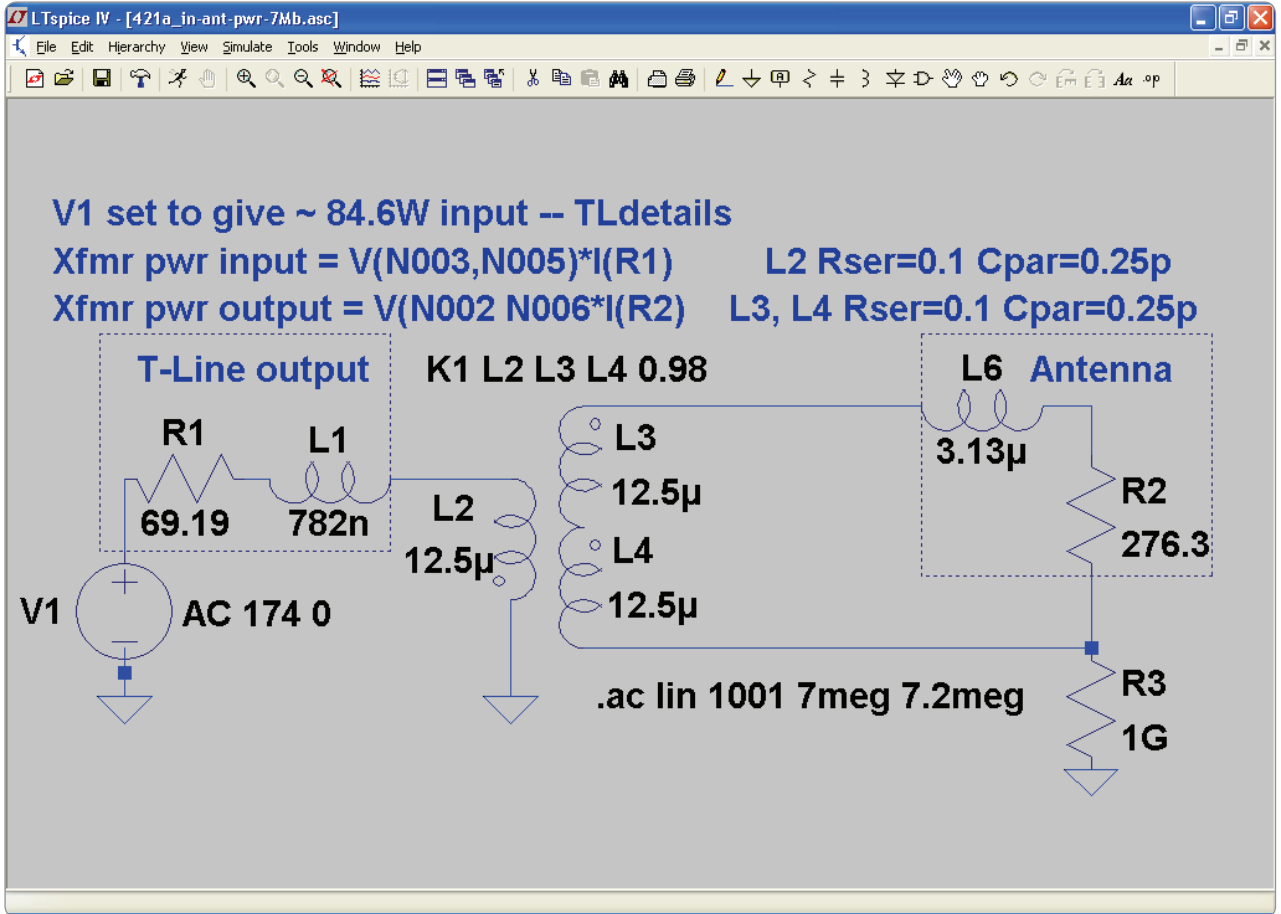 LTspice IV - [421a_in-ant-pwr-7Mb.asc]
File Edit Hierarchy View Simulate Tools Window Help
Aa .op
V1 set to give ~ 84.6W input -- TLdetails
Xfmr pwr input = V(N003,N005)*I(R1) L2 Rser=0.1 Cpar=0.25p
Xfmr pwr output = V(N002 N006*I(R2) L3, L4 Rser=0.1 Cpar=0.25p
T-Line output
K1 L2 L3 L4 0.98
L6 Antenna
3.13µ
R1
69.19
L1
782n
L2
12.5µ
L3
12.5µ
L4
12.5µ
R2
276.3
V1
AC 174 0
.ac lin 1001 7meg 7.2meg
R3
1G